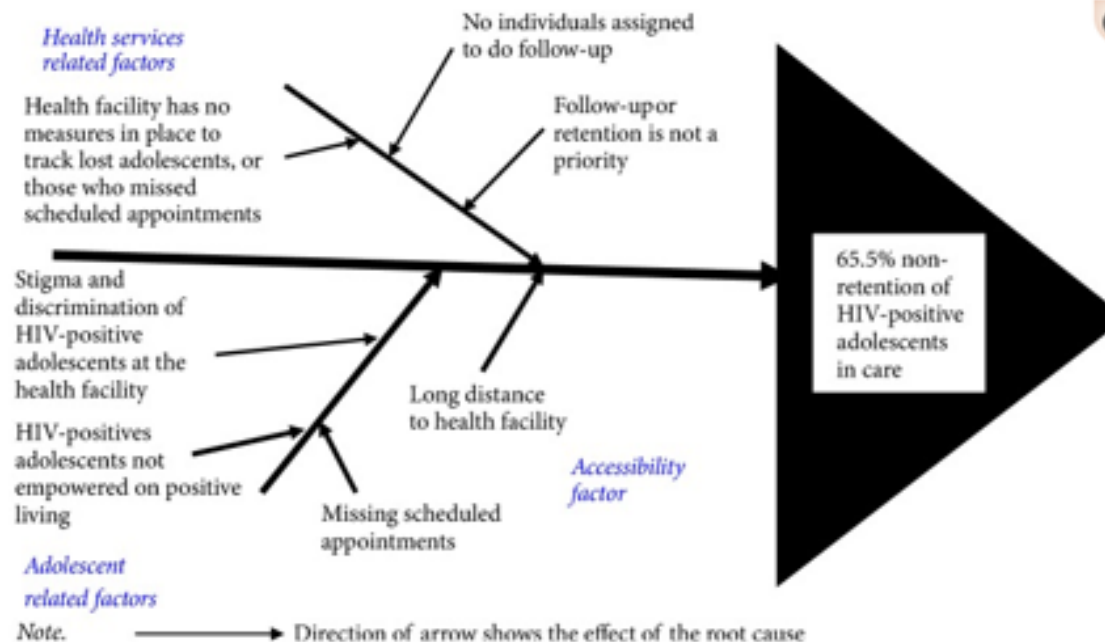 Health services
related factors
No individuals assigned
to do follow-up
Health facility has no
measures in place to
track lost adolescents, or
those who missed
scheduled appointments
Follow-upor
retention is not a
priority
65.5% non-
retention of
HIV-positive
adolescents
in care
Stigma and
discrimination of
HIV-positive
adolescents at the
health facility
Long distance
to health facility
HIV-positives
adolescents not
empowered on positive
living
Accessibility
factor
Missing scheduled
appointments
Adolescent
related factors
Note. Direction of arrow shows the effect of the root cause